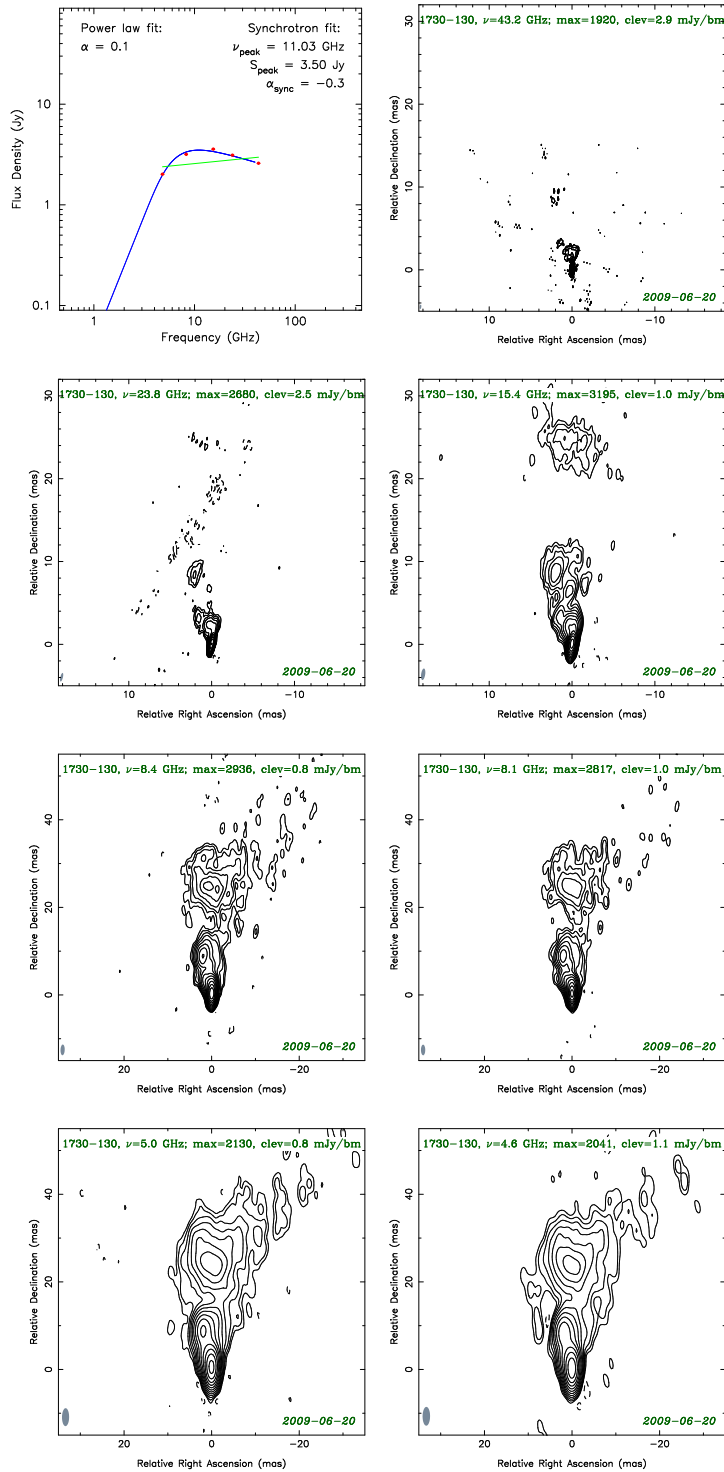 Power law fit:
α = 0.1
Synchrotron fit:
νpeak = 11.03 GHz
Speak = 3.50 Jy
αsync = −0.3
Flux Density (Jy)
10
1
0.1
1 10 100
Frequency (GHz)
1730−130, ν=43.2 GHz; max=1920, clev=2.9 mJy/bm
Relative Declination (mas)
30
20
10
0
2009−06−20
10 0 −10
Relative Right Ascension (mas)
1730−130, ν=23.8 GHz; max=2680, clev=2.5 mJy/bm
Relative Declination (mas)
30
20
10
0
2009−06−20
10 0 −10
Relative Right Ascension (mas)
1730−130, ν=15.4 GHz; max=3195, clev=1.0 mJy/bm
Relative Declination (mas)
30
20
10
0
2009−06−20
10 0 −10
Relative Right Ascension (mas)
1730−130, ν=8.4 GHz; max=2936, clev=0.8 mJy/bm
Relative Declination (mas)
40
20
0
2009−06−20
20 0 −20
Relative Right Ascension (mas)
1730−130, ν=8.1 GHz; max=2817, clev=1.0 mJy/bm
Relative Declination (mas)
40
20
0
2009−06−20
20 0 −20
Relative Right Ascension (mas)
1730−130, ν=5.0 GHz; max=2130, clev=0.8 mJy/bm
Relative Declination (mas)
40
20
0
2009−06−20
20 0 −20
Relative Right Ascension (mas)
1730−130, ν=4.6 GHz; max=2041, clev=1.1 mJy/bm
Relative Declination (mas)
40
20
0
2009−06−20
20 0 −20
Relative Right Ascension (mas)